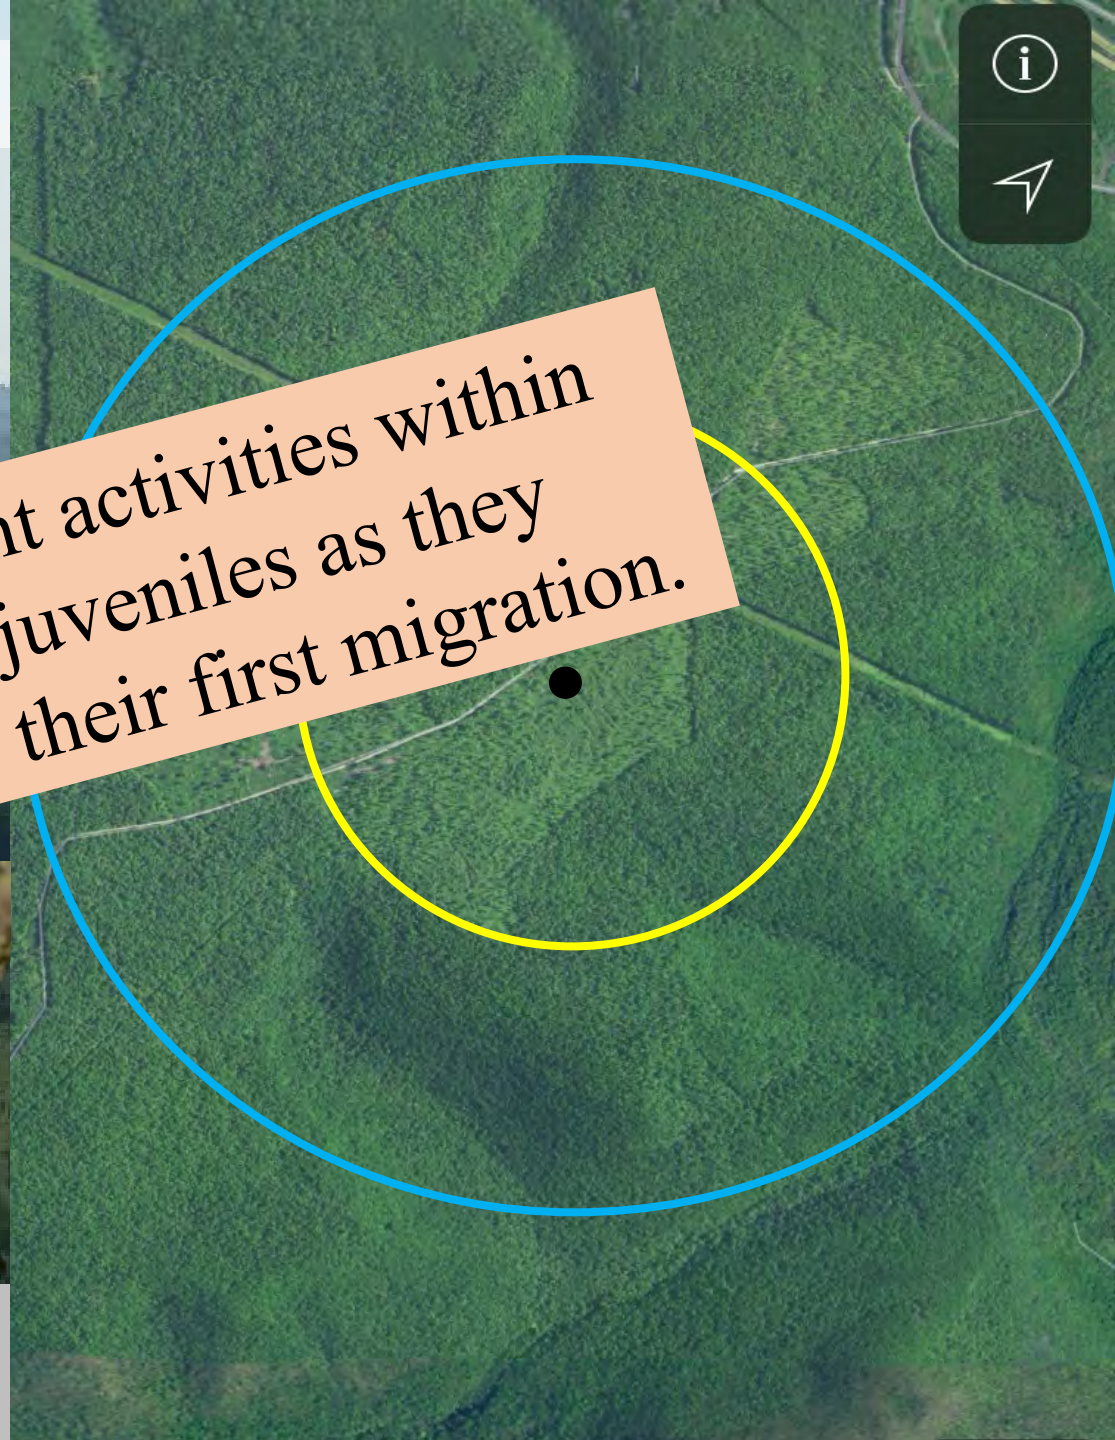 activities within
juveniles as they
their first migration.
i